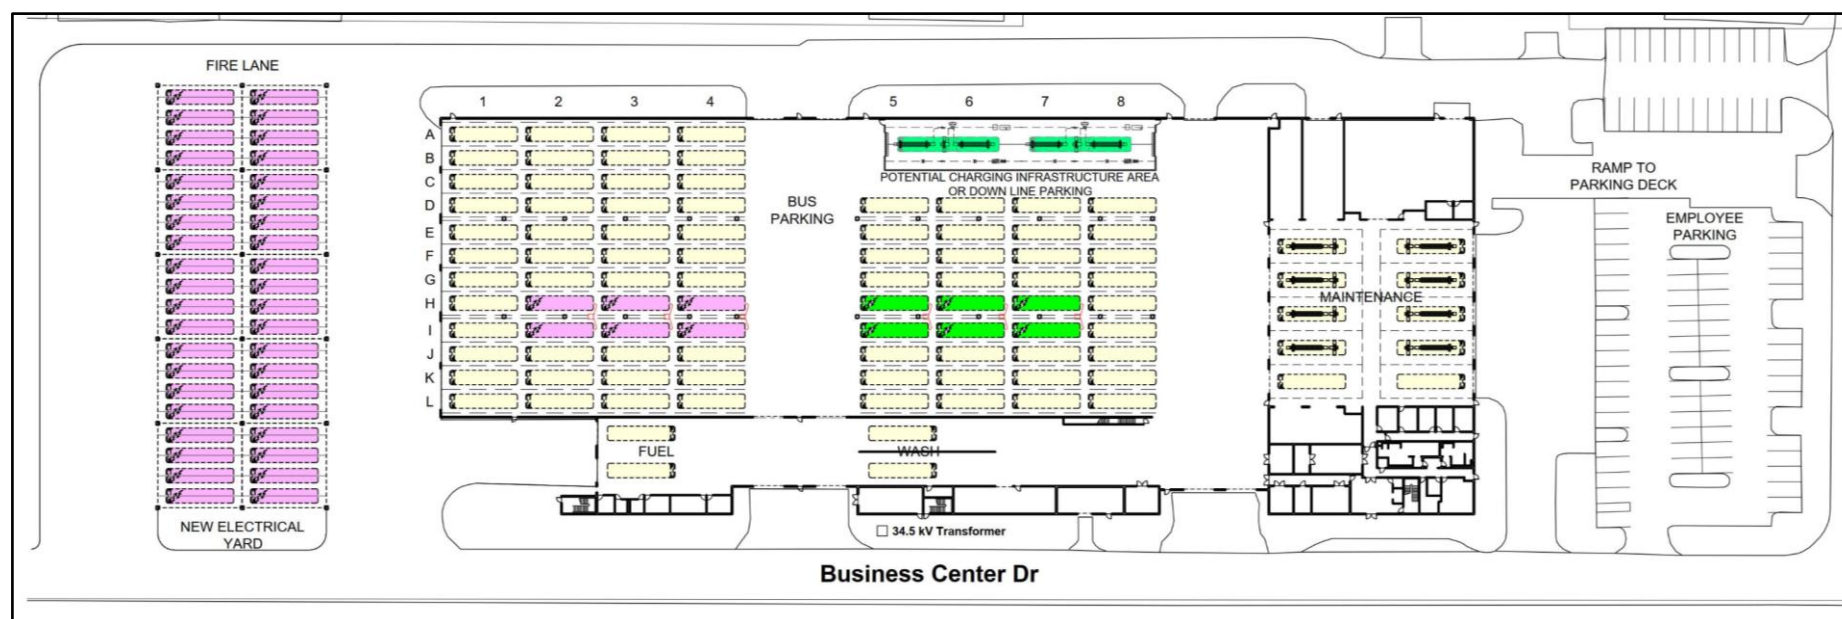 FIRE LANE
1 2 3 4 5 6 7 8
A
B
C
D
E
F
G
H
I
J
K
L
POTENTIAL CHARGING INFRASTRUCTURE AREA
OR DOWN LINE PARKING
BUS
PARKING
RAMP TO
PARKING DECK
EMPLOYEE
PARKING
MAINTENANCE
FUEL
WASH
NEW ELECTRICAL
YARD
34.5 kV Transformer
Business Center Dr